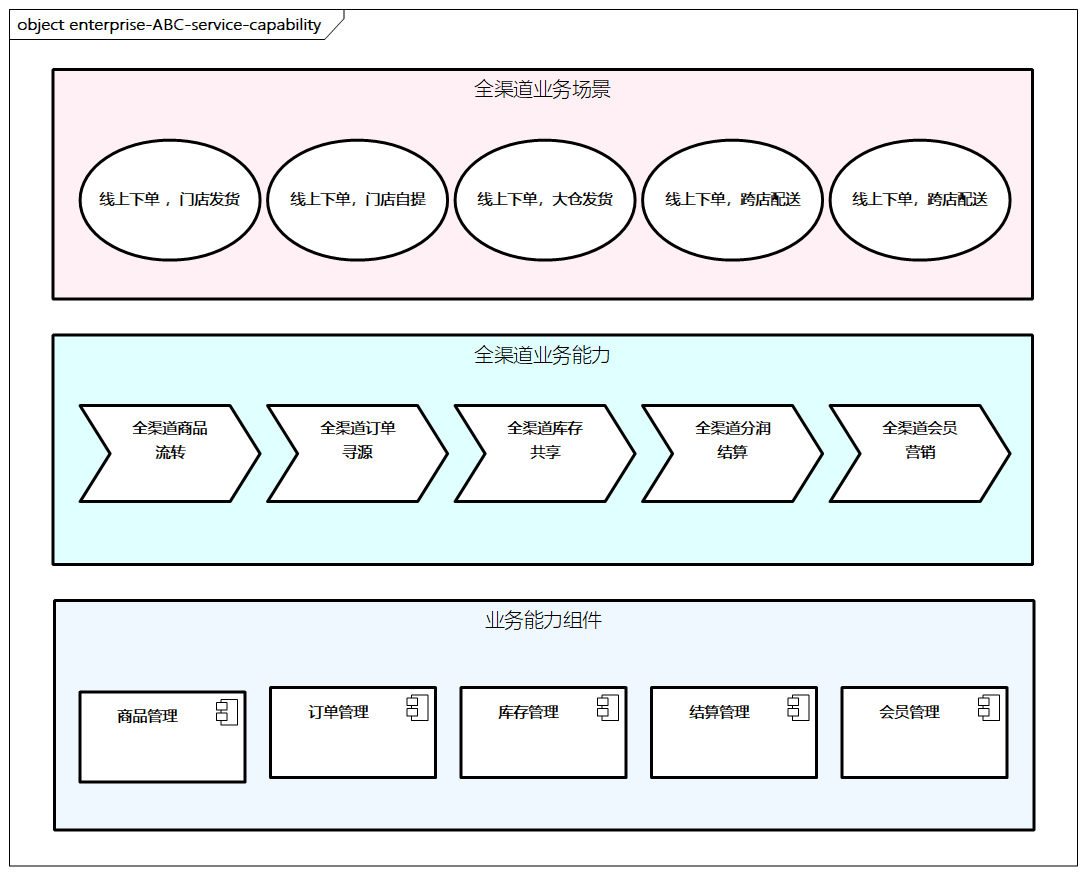 object enterprise-ABC-service-capability
全渠道业务场景
线上下单 ，门店发货
线上下单，门店自提
线上下单，大仓发货
线上下单，跨店配送
线上下单，跨店配送
全渠道业务能力
全渠道商品
流转
全渠道订单
寻源
全渠道库存
共享
全渠道分润
结算
全渠道会员
营销
业务能力组件
商品管理
订单管理
库存管理
结算管理
会员管理